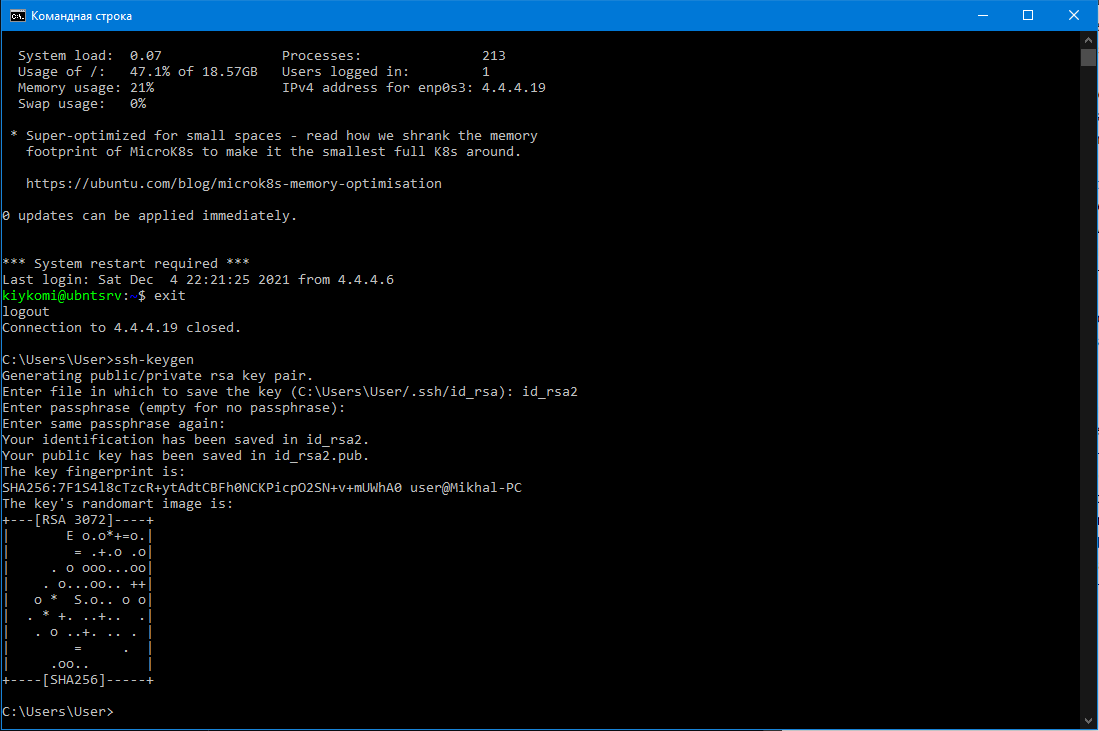 Командная строка
System load:  0.07               Processes:               213
Usage of /:   47.1% of 18.57GB   Users logged in:         1
Memory usage: 21%                IPv4 address for enp0s3: 4.4.4.19
Swap usage:   0%
* Super-optimized for small spaces - read how we shrank the memory
footprint of MicroK8s to make it the smallest full K8s around.
https://ubuntu.com/blog/microk8s-memory-optimisation
0 updates can be applied immediately.
*** System restart required ***
Last login: Sat Dec  4 22:21:25 2021 from 4.4.4.6
kiykomi@ubntsrv:~$ exit
logout
Connection to 4.4.4.19 closed.
C:\Users\User>ssh-keygen
Generating public/private rsa key pair.
Enter file in which to save the key (C:\Users\User/.ssh/id_rsa): id_rsa2
Enter passphrase (empty for no passphrase):
Enter same passphrase again:
Your identification has been saved in id_rsa2.
Your public key has been saved in id_rsa2.pub.
The key fingerprint is:
SHA256:7F1S4l8cTzcR+ytAdtCBFh0NCKPicpO2SN+v+mUWhA0 user@Mikhal-PC
The key's randomart image is:
+---[RSA 3072]----+
|       E o.o*+=o.|
|        = .+.o .o|
|     . o ooo...oo|
|    . o...oo.. ++|
|   o *  S.o.. o o|
|  . * +. ..+..  .|
|   . o ..+. .. . |
|        =     .  |
|     .oo..       |
+----[SHA256]-----+
C:\Users\User>